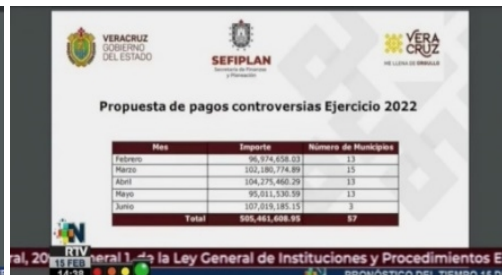 VERACRUZ
GOBIERNO
DEL ESTADO
SEFIPLAN
Secretaría de Finanzas
y Planeación
VERA
CRUZ
ME LLENA DE ORGULLO
Propuesta de pagos controversias Ejercicio 2022
Mes Importe Número de Municipios
Febrero 96,974,658.03 13
Marzo 102,180,774.89 15
Abril 104,275,460.29 13
Mayo 95,011,530.59 13
Junio 107,019,185.15 3
Total 505,461,608.95 57
N
RTV
ral, 20 neral 1, de la Ley General de Instituciones y Procedimientos E
15 FEB
14:28 PRONÓSTICO DEL TIEMPO 15 F